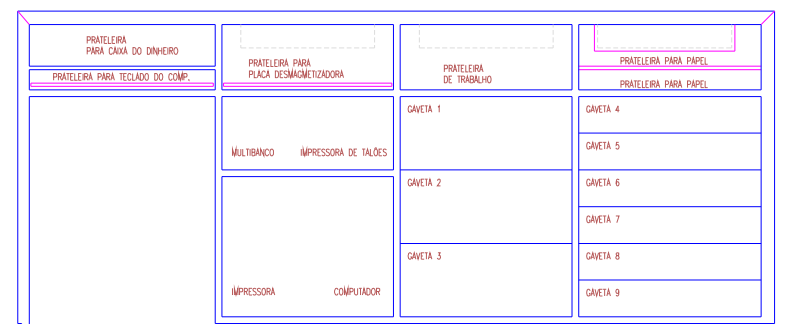 PRATELEIRA
PARA CAIXA DO DINHEIRO
PRATELEIRA PARA TECLADO DO COMP.
PRATELEIRA PARA
PLACA DESMAGMETIZADORA
PRATELEIRA
DE TRABALHO
PRATELEIRA PARA PAPEL
PRATELEIRA PARA PAPEL
MULTIBANCO IMPRESSORA DE TALÕES
IMPRESSORA COMPUTADOR
GAVETA 1
GAVETA 2
GAVETA 3
GAVETA 4
GAVETA 5
GAVETA 6
GAVETA 7
GAVETA 8
GAVETA 9